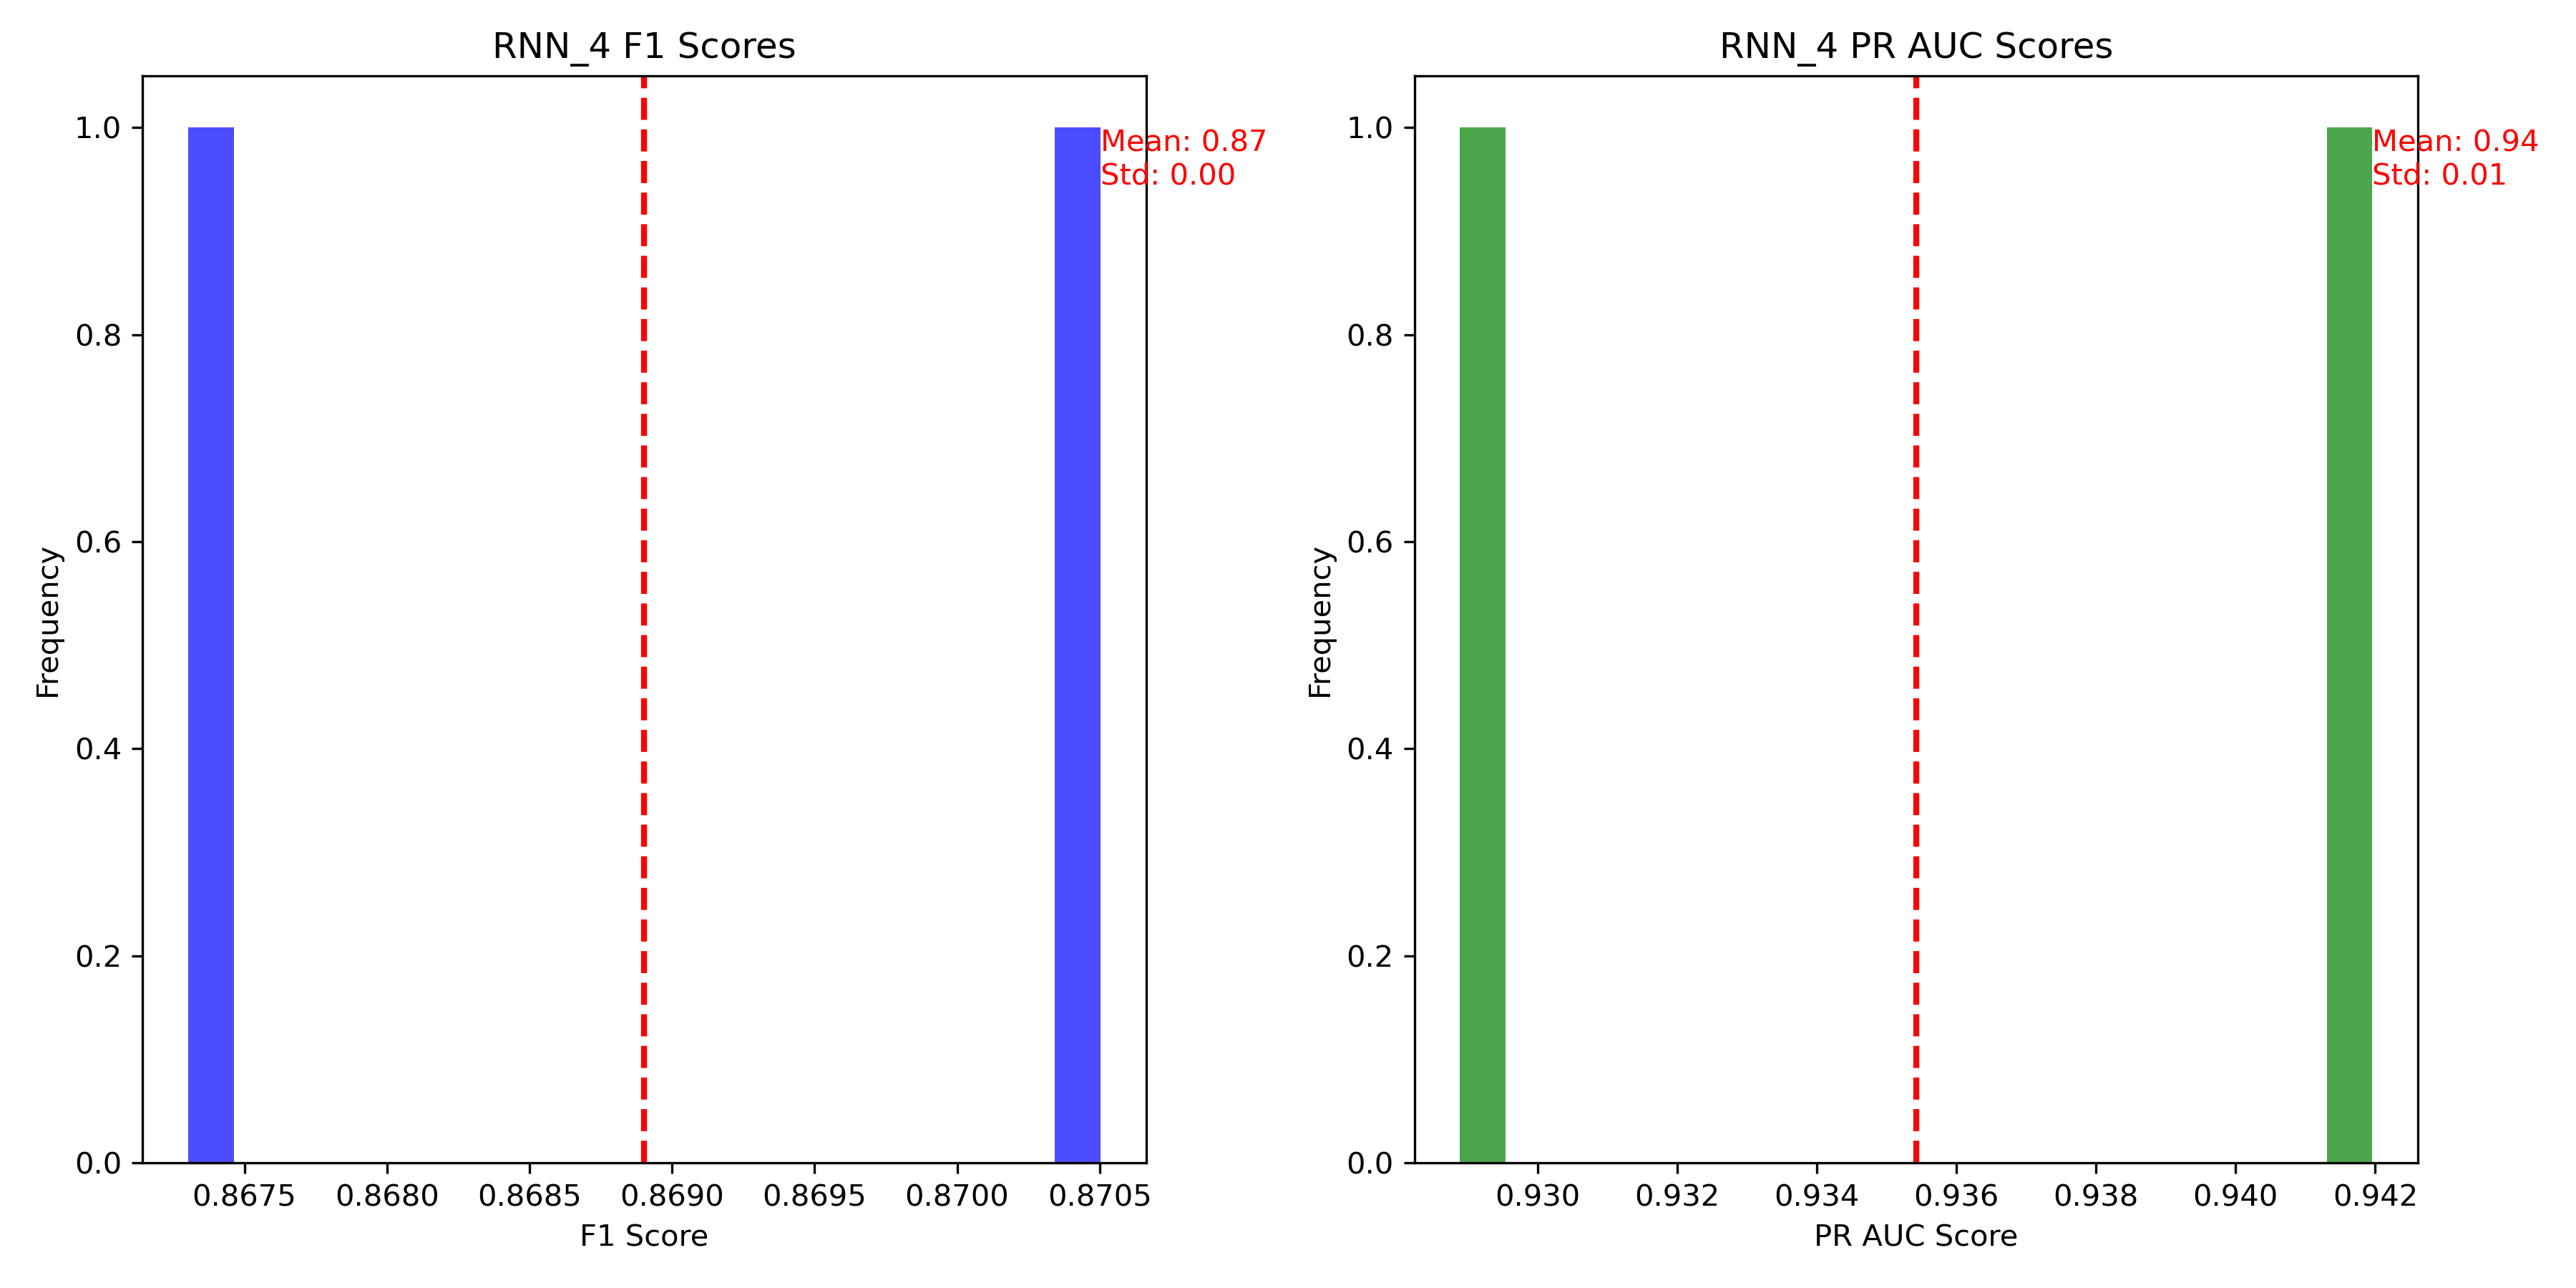 RNN_4 F1 Scores
1.0
0.8
0.6
0.4
0.2
0.0
Frequency
Mean: 0.87
Std: 0.00
0.8675 0.8680 0.8685 0.8690 0.8695 0.8700 0.8705
F1 Score
RNN_4 PR AUC Scores
1.0
0.8
0.6
0.4
0.2
0.0
Frequency
Mean: 0.94
Std: 0.01
0.930 0.932 0.934 0.936 0.938 0.940 0.942
PR AUC Score